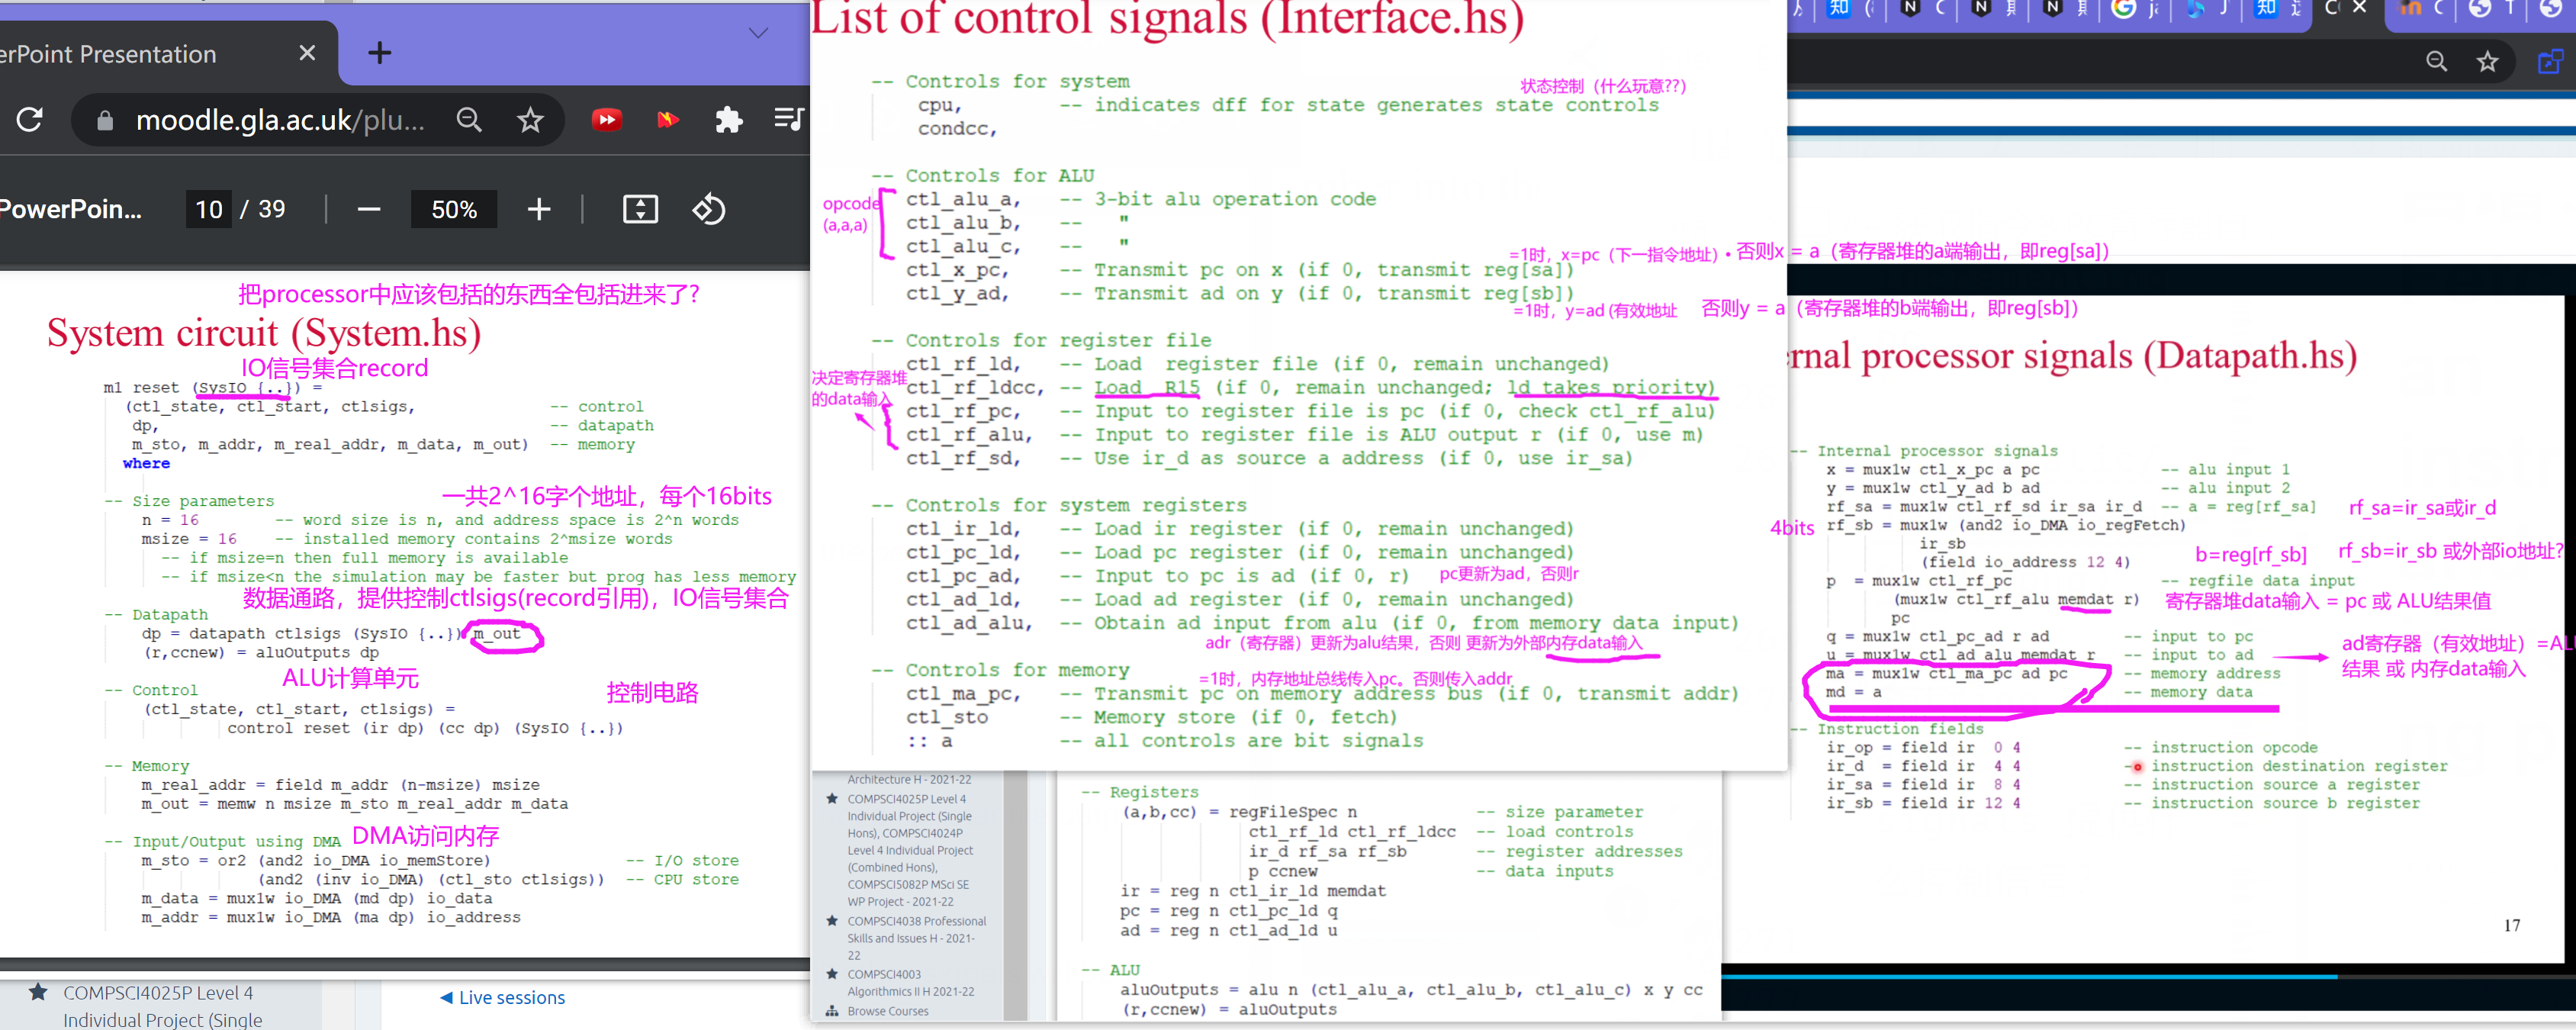 erPoint Presentation
moodle.gla.ac.uk/plu...
PowerPoin...
10 / 39
50%
把processor中应该包括的东西全包括进来了?
System circuit (System.hs)
IO信号集合record
m1 reset (SysIO {..}) =
(ctl_state, ctl_start, ctlsigs, -- control
dp, -- datapath
m_sto, m_addr, m_real_addr, m_data, m_out) -- memory
where
一共2^16字个地址，每个16bits
-- Size parameters
n = 16 -- word size is n, and address space is 2^n words
msize = 16 -- installed memory contains 2^msize words
-- if msize=n then full memory is available
-- if msize<n the simulation may be faster but prog has less memory
数据通路，提供控制ctlsigs(record引用)，IO信号集合
-- Datapath
dp = datapath ctlsigs (SysIO {..}) m_out
(r,ccnew) = aluOutputs dp
ALU计算单元
控制电路
-- Control
(ctl_state, ctl_start, ctlsigs) =
control reset (ir dp) (cc dp) (SysIO {..})
-- Memory
m_real_addr = field m_addr (n-msize) msize
m_out = memw n msize m_sto m_real_addr m_data
DMA访问内存
-- Input/Output using DMA
m_sto = or2 (and2 io_DMA io_memStore) -- I/O store
(and2 (inv io_DMA) (ctl_sto ctlsigs)) -- CPU store
m_data = mux1w io_DMA (md dp) io_data
m_addr = mux1w io_DMA (ma dp) io_address
COMPSCI4025P Level 4
Individual Project (Single
◄ Live sessions
List of control signals (Interface.hs)
-- Controls for system
状态控制（什么玩意??）
cpu, -- indicates dff for state generates state controls
condcc,
-- Controls for ALU
opcode
(a,a,a)
ctl_alu_a, -- 3-bit alu operation code
ctl_alu_b, -- "
ctl_alu_c, -- "
=1时，x=pc（下一指令地址）· 否则x = a（寄存器堆的a端输出，即reg[sa]）
ctl_x_pc, -- Transmit pc on x (if 0, transmit reg[sa])
ctl_y_ad, -- Transmit ad on y (if 0, transmit reg[sb])
=1时，y=ad (有效地址 否则y = a（寄存器堆的b端输出，即reg[sb]）
-- Controls for register file
ctl_rf_ld, -- Load register file (if 0, remain unchanged)
决定寄存器堆
的data输入
ctl_rf_ldcc, -- Load R15 (if 0, remain unchanged; ld takes priority)
ctl_rf_pc, -- Input to register file is pc (if 0, check ctl_rf_alu)
ctl_rf_alu, -- Input to register file is ALU output r (if 0, use m)
ctl_rf_sd, -- Use ir_d as source a address (if 0, use ir_sa)
-- Controls for system registers
ctl_ir_ld, -- Load ir register (if 0, remain unchanged)
ctl_pc_ld, -- Load pc register (if 0, remain unchanged)
ctl_pc_ad, -- Input to pc is ad (if 0, r)
pc更新为ad，否则r
ctl_ad_ld, -- Load ad register (if 0, remain unchanged)
ctl_ad_alu, -- Obtain ad input from alu (if 0, from memory data input)
adr（寄存器）更新为alu结果，否则 更新为外部内存data输入
-- Controls for memory
=1时，内存地址总线传入pc。否则传入addr
ctl_ma_pc, -- Transmit pc on memory address bus (if 0, transmit addr)
ctl_sto -- Memory store (if 0, fetch)
:: a -- all controls are bit signals
Architecture H - 2021-22
COMPSCI4025P Level 4
Individual Project (Single
Hons), COMPSCI4024P
Level 4 Individual Project
(Combined Hons),
COMPSCI5082P MSci SE
WP Project - 2021-22
COMPSCI4038 Professional
Skills and Issues H - 2021-
22
COMPSCI4003
Algorithmics II H 2021-22
Browse Courses
-- Registers
(a,b,cc) = regFileSpec n -- size parameter
ctl_rf_ld ctl_rf_ldcc -- load controls
ir_d rf_sa rf_sb -- register addresses
p ccnew -- data inputs
ir = reg n ctl_ir_ld memdat
pc = reg n ctl_pc_ld q
ad = reg n ctl_ad_ld u
-- ALU
aluOutputs = alu n (ctl_alu_a, ctl_alu_b, ctl_alu_c) x y cc
(r,ccnew) = aluOutputs
rnal processor signals (Datapath.hs)
-- Internal processor signals
x = mux1w ctl_x_pc a pc -- alu input 1
y = mux1w ctl_y_ad b ad -- alu input 2
rf_sa = mux1w ctl_rf_sd ir_sa ir_d -- a = reg[rf_sa]
rf_sa=ir_sa或ir_d
4bits
rf_sb = mux1w (and2 io_DMA io_regFetch)
ir_sb
(field io_address 12 4)
b=reg[rf_sb]
rf_sb=ir_sb 或外部io地址?
p = mux1w ctl_rf_pc -- regfile data input
(mux1w ctl_rf_alu memdat r)
寄存器堆data输入 = pc 或 ALU结果值
pc
q = mux1w ctl_pc_ad r ad -- input to pc
u = mux1w ctl_ad_alu memdat r -- input to ad
ad寄存器（有效地址）=AL
结果 或 内存data输入
ma = mux1w ctl_ma_pc ad pc -- memory address
md = a -- memory data
-- Instruction fields
ir_op = field ir 0 4 -- instruction opcode
ir_d = field ir 4 4 -- instruction destination register
ir_sa = field ir 8 4 -- instruction source a register
ir_sb = field ir 12 4 -- instruction source b register
17